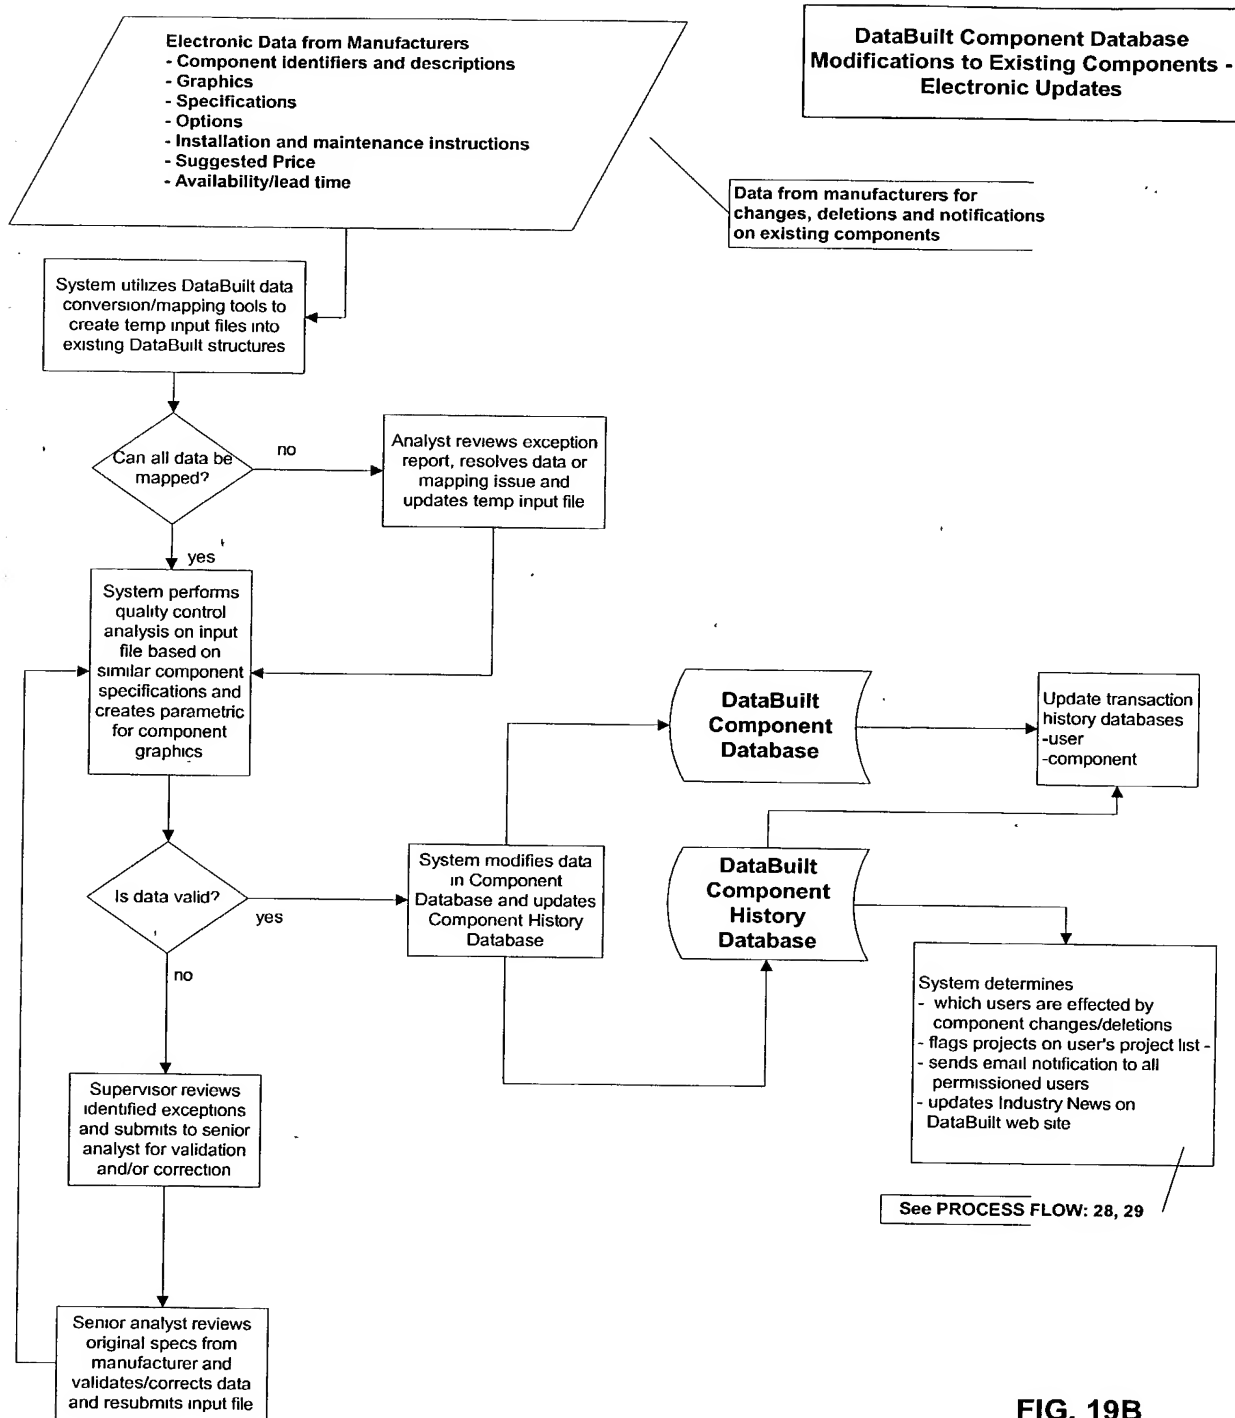 Electronic Data from Manufacturers
- Component identifiers and descriptions
- Graphics
- Specifications
- Options
- Installation and maintenance instructions
- Suggested Price
- Availability/lead time
DataBuilt Component Database
Modifications to Existing Components -
Electronic Updates
Data from manufacturers for
changes, deletions and notifications
on existing components
System utilizes DataBuilt data
conversion/mapping tools to
create temp input files into
existing DataBuilt structures
Can all data be
mapped?
no
Analyst reviews exception
report, resolves data or
mapping issue and
updates temp input file
yes
System performs
quality control
analysis on input
file based on
similar component
specifications and
creates parametric
for component
graphics
DataBuilt
Component
Database
Update transaction
history databases
-user
-component
Is data valid?
yes
System modifies data
in Component
Database and updates
Component History
Database
DataBuilt
Component
History
Database
no
System determines
- which users are effected by
component changes/deletions
- flags projects on user's project list -
- sends email notification to all
permissioned users
- updates Industry News on
DataBuilt web site
Supervisor reviews
identified exceptions
and submits to senior
analyst for validation
and/or correction
See PROCESS FLOW: 28, 29
Senior analyst reviews
original specs from
manufacturer and
validates/corrects data
and resubmits input file
FIG. 19B